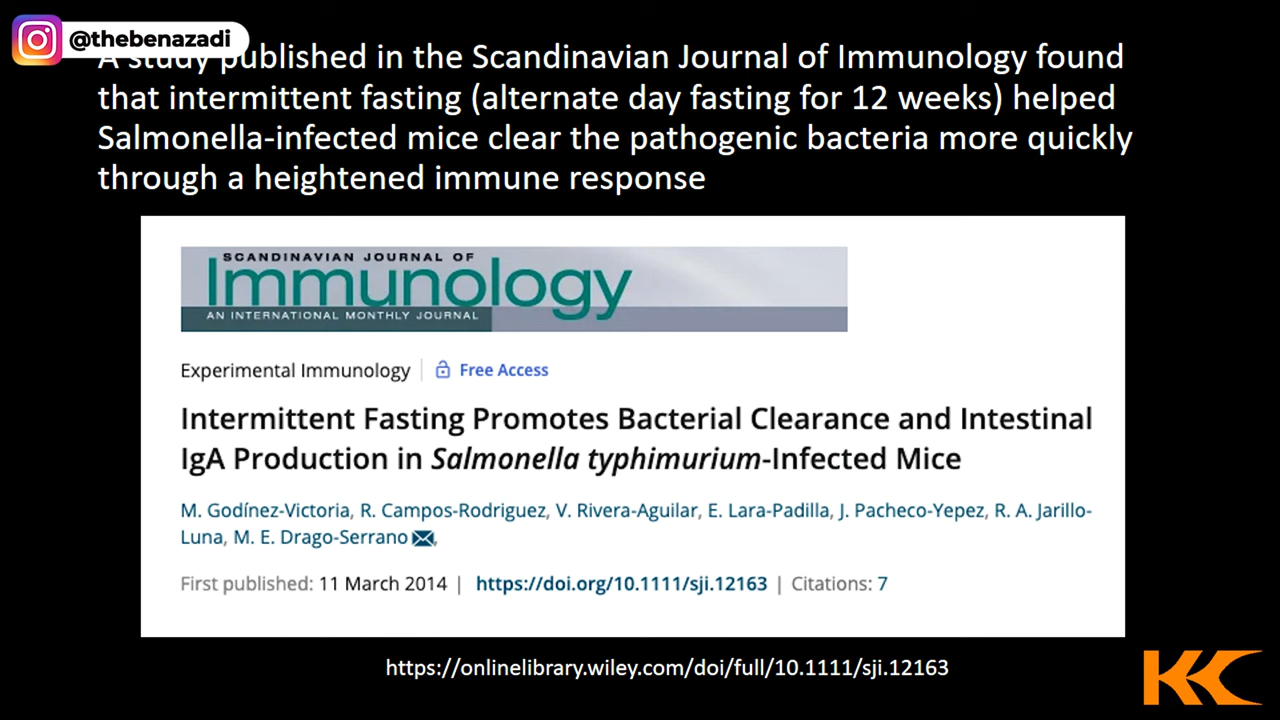 @thebenazadi
A study published in the Scandinavian Journal of Immunology found
that intermittent fasting (alternate day fasting for 12 weeks) helped
Salmonella-infected mice clear the pathogenic bacteria more quickly
through a heightened immune response
SCANDINAVIAN JOURNAL OF
Immunology
AN INTERNATIONAL MONTHLY JOURNAL
Experimental Immunology | Free Access
Intermittent Fasting Promotes Bacterial Clearance and Intestinal
IgA Production in Salmonella typhimurium-Infected Mice
M. Godínez-Victoria, R. Campos-Rodriguez, V. Rivera-Aguilar, E. Lara-Padilla, J. Pacheco-Yepez, R. A. Jarillo-
Luna, M. E. Drago-Serrano,
First published: 11 March 2014 | https://doi.org/10.1111/sji.12163 | Citations: 7
https://onlinelibrary.wiley.com/doi/full/10.1111/sji.12163
KK